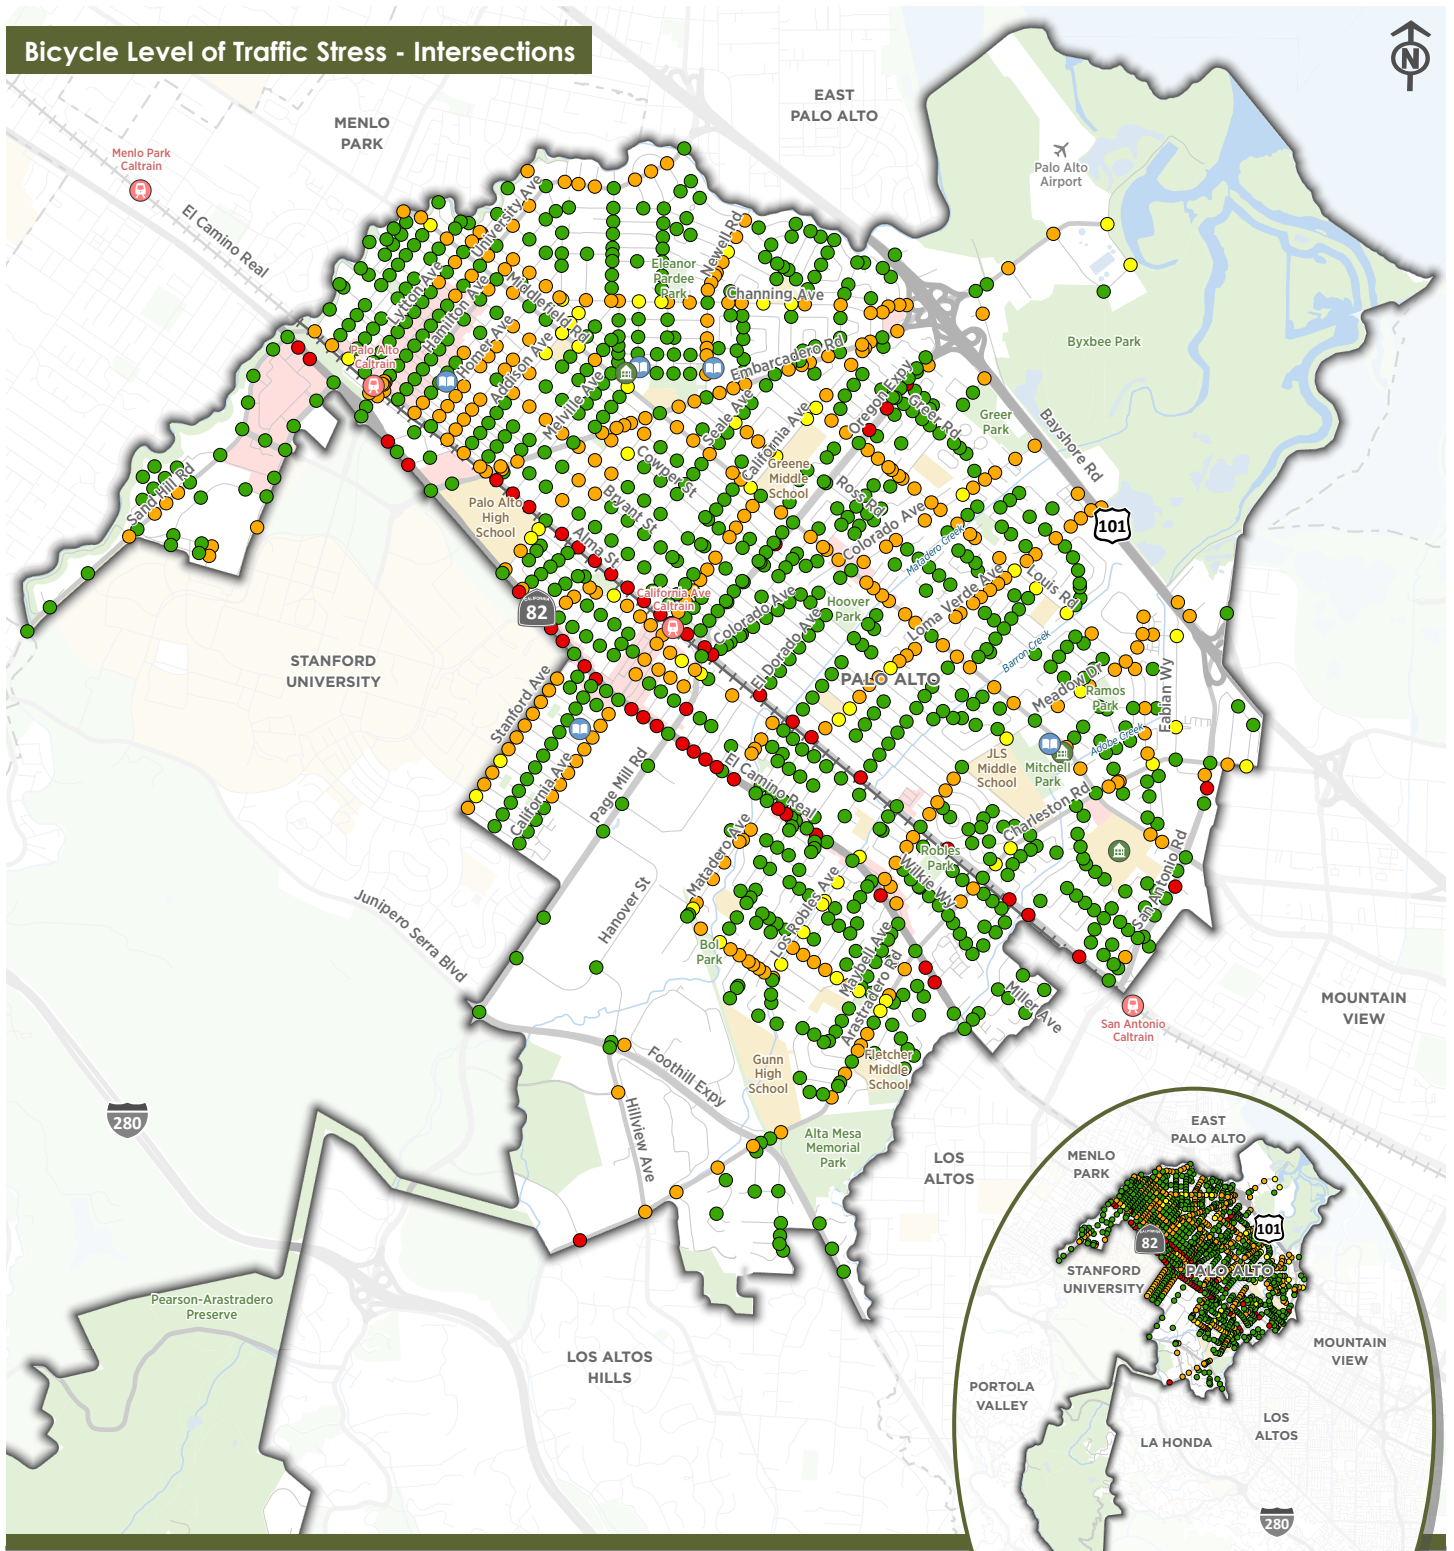 Bicycle Level of Traffic Stress - Intersections
N
EAST
PALO ALTO
MENLO
PARK
Menlo Park
Caltrain
El Camino Real
Palo Alto
Airport
University Ave
Newell Rd
Eleanor
Pardee
Park
Lytton Ave
Hamilton Ave
Middlefield Rd
Channing Ave
Byxbee Park
Palo Alto
Caltrain
Homer Ave
Addison Ave
Embarcadero Rd
Melville Ave
Seale Ave
California Ave
Oregon Expy
Greer Rd
Greer
Park
Bayshore Rd
Sand Hill Rd
Cowper St
Greene
Middle
School
Ross Rd
Palo Alto
High
School
Bryant St
Alma St
Colorado Ave
Matadero Creek
101
CALIFORNIA
82
California Ave
Caltrain
Colorado Ave
Hoover
Park
Loma Verde Ave
Louis Rd
Barron Creek
STANFORD
UNIVERSITY
El Dorado Ave
PALO ALTO
Meadow Dr
Ramos
Park
Fabian Wy
Stanford Ave
Adobe Creek
JLS
Middle
School
Mitchell
Park
California Ave
Page Mill Rd
El Camino Real
Charleston Rd
Matadero Ave
Robles
Park
Wilkie Wy
San Antonio Rd
Junipero Serra Blvd
Hanover St
Los Robles Ave
Bol
Park
Maybell Ave
Arastradero Rd
Miller Ave
MOUNTAIN
VIEW
San Antonio
Caltrain
Foothill Expy
Gunn
High
School
Fletcher
Middle
School
280
Hillview Ave
Alta Mesa
Memorial
Park
LOS
ALTOS
Pearson-Arastradero
Preserve
LOS ALTOS
HILLS
EAST
PALO ALTO
MENLO
PARK
101
82
STANFORD
UNIVERSITY
PALO ALTO
MOUNTAIN
VIEW
PORTOLA
VALLEY
LOS
ALTOS
LA HONDA
280